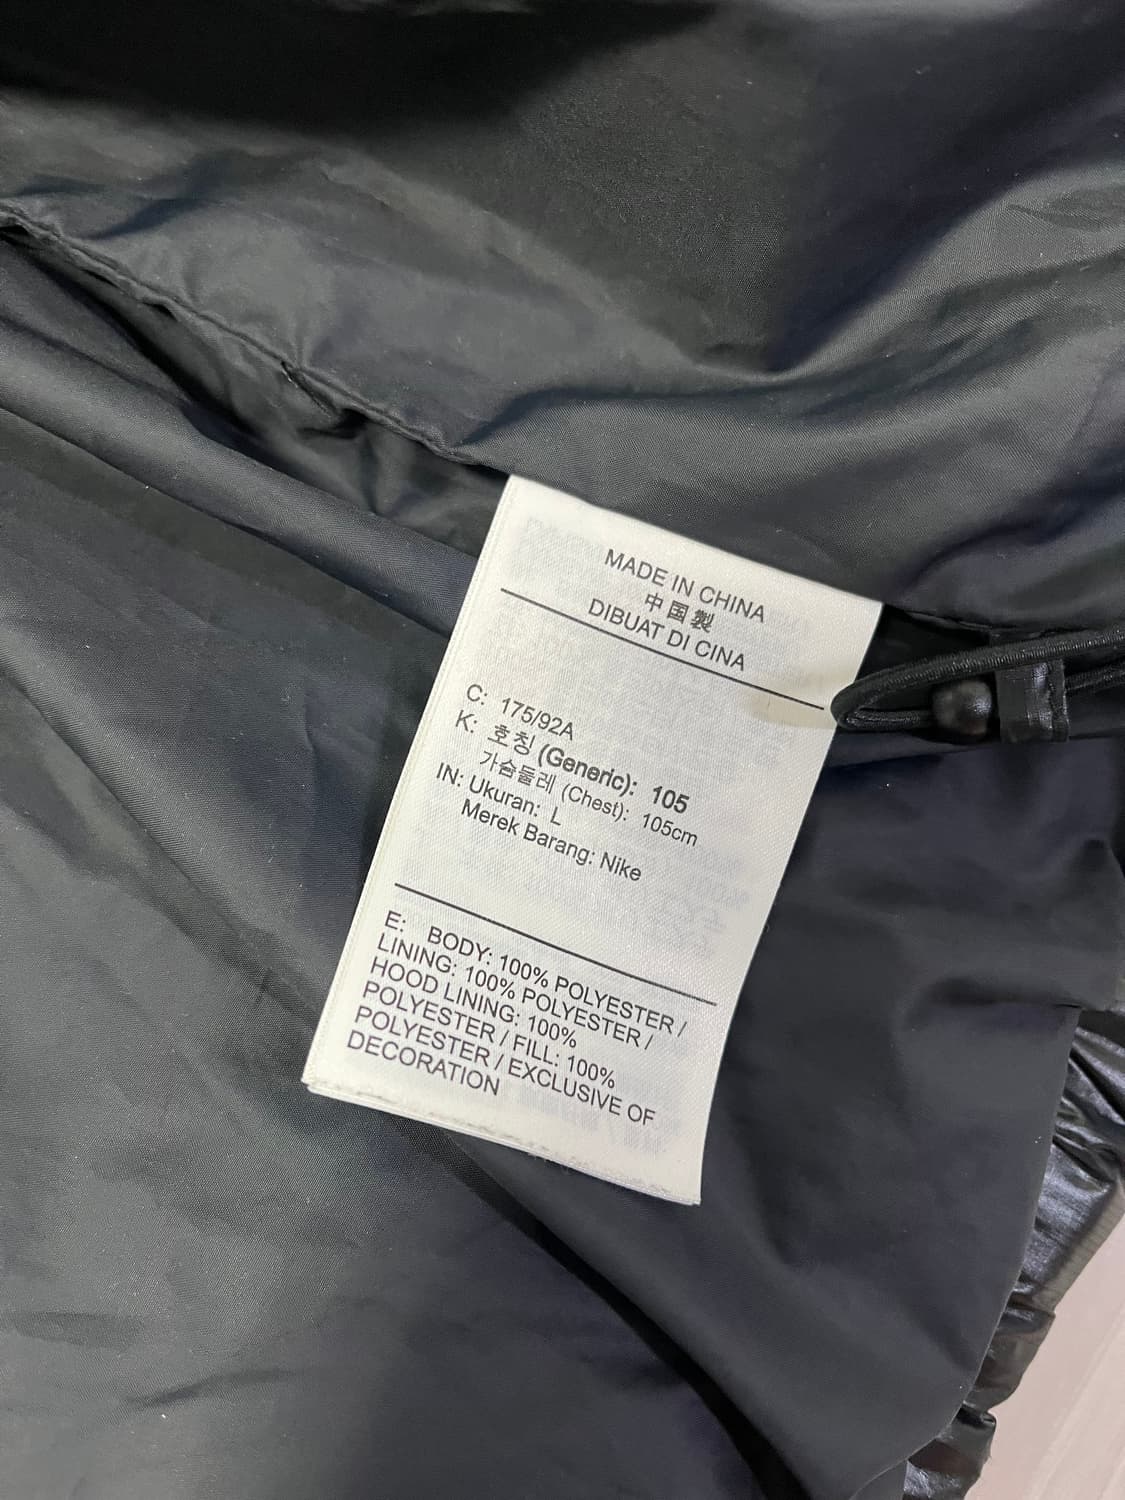 MADE IN CHINA
中国製
DIBUAT DI CINA
C: 175/92A
K: 호칭 (Generic): 105
가슴둘레 (Chest): 105cm
IN: Ukuran: L
Merek Barang: Nike
E: BODY: 100% POLYESTER /
LINING: 100% POLYESTER /
HOOD LINING: 100%
POLYESTER / FILL: 100%
POLYESTER / EXCLUSIVE OF
DECORATION